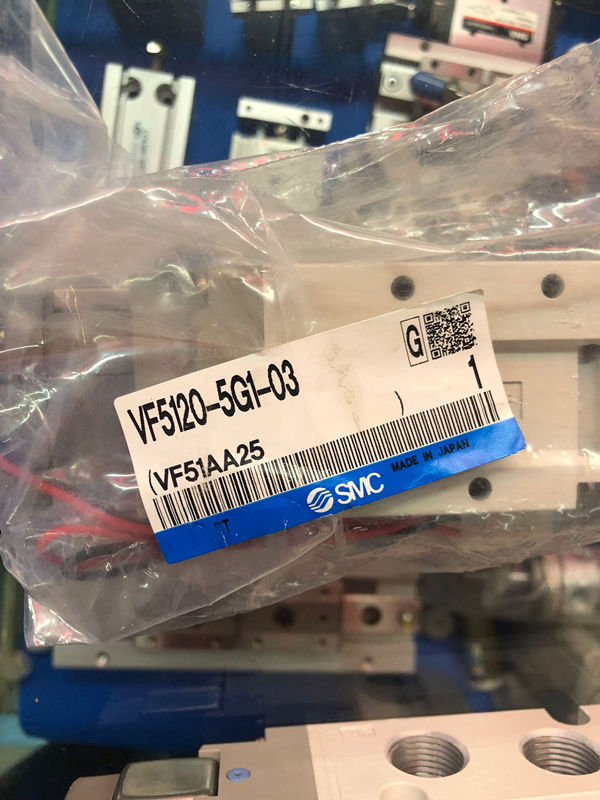 VF5120-5G1-03
G
1
(VF51AA25 )
SMC
MADE IN JAPAN